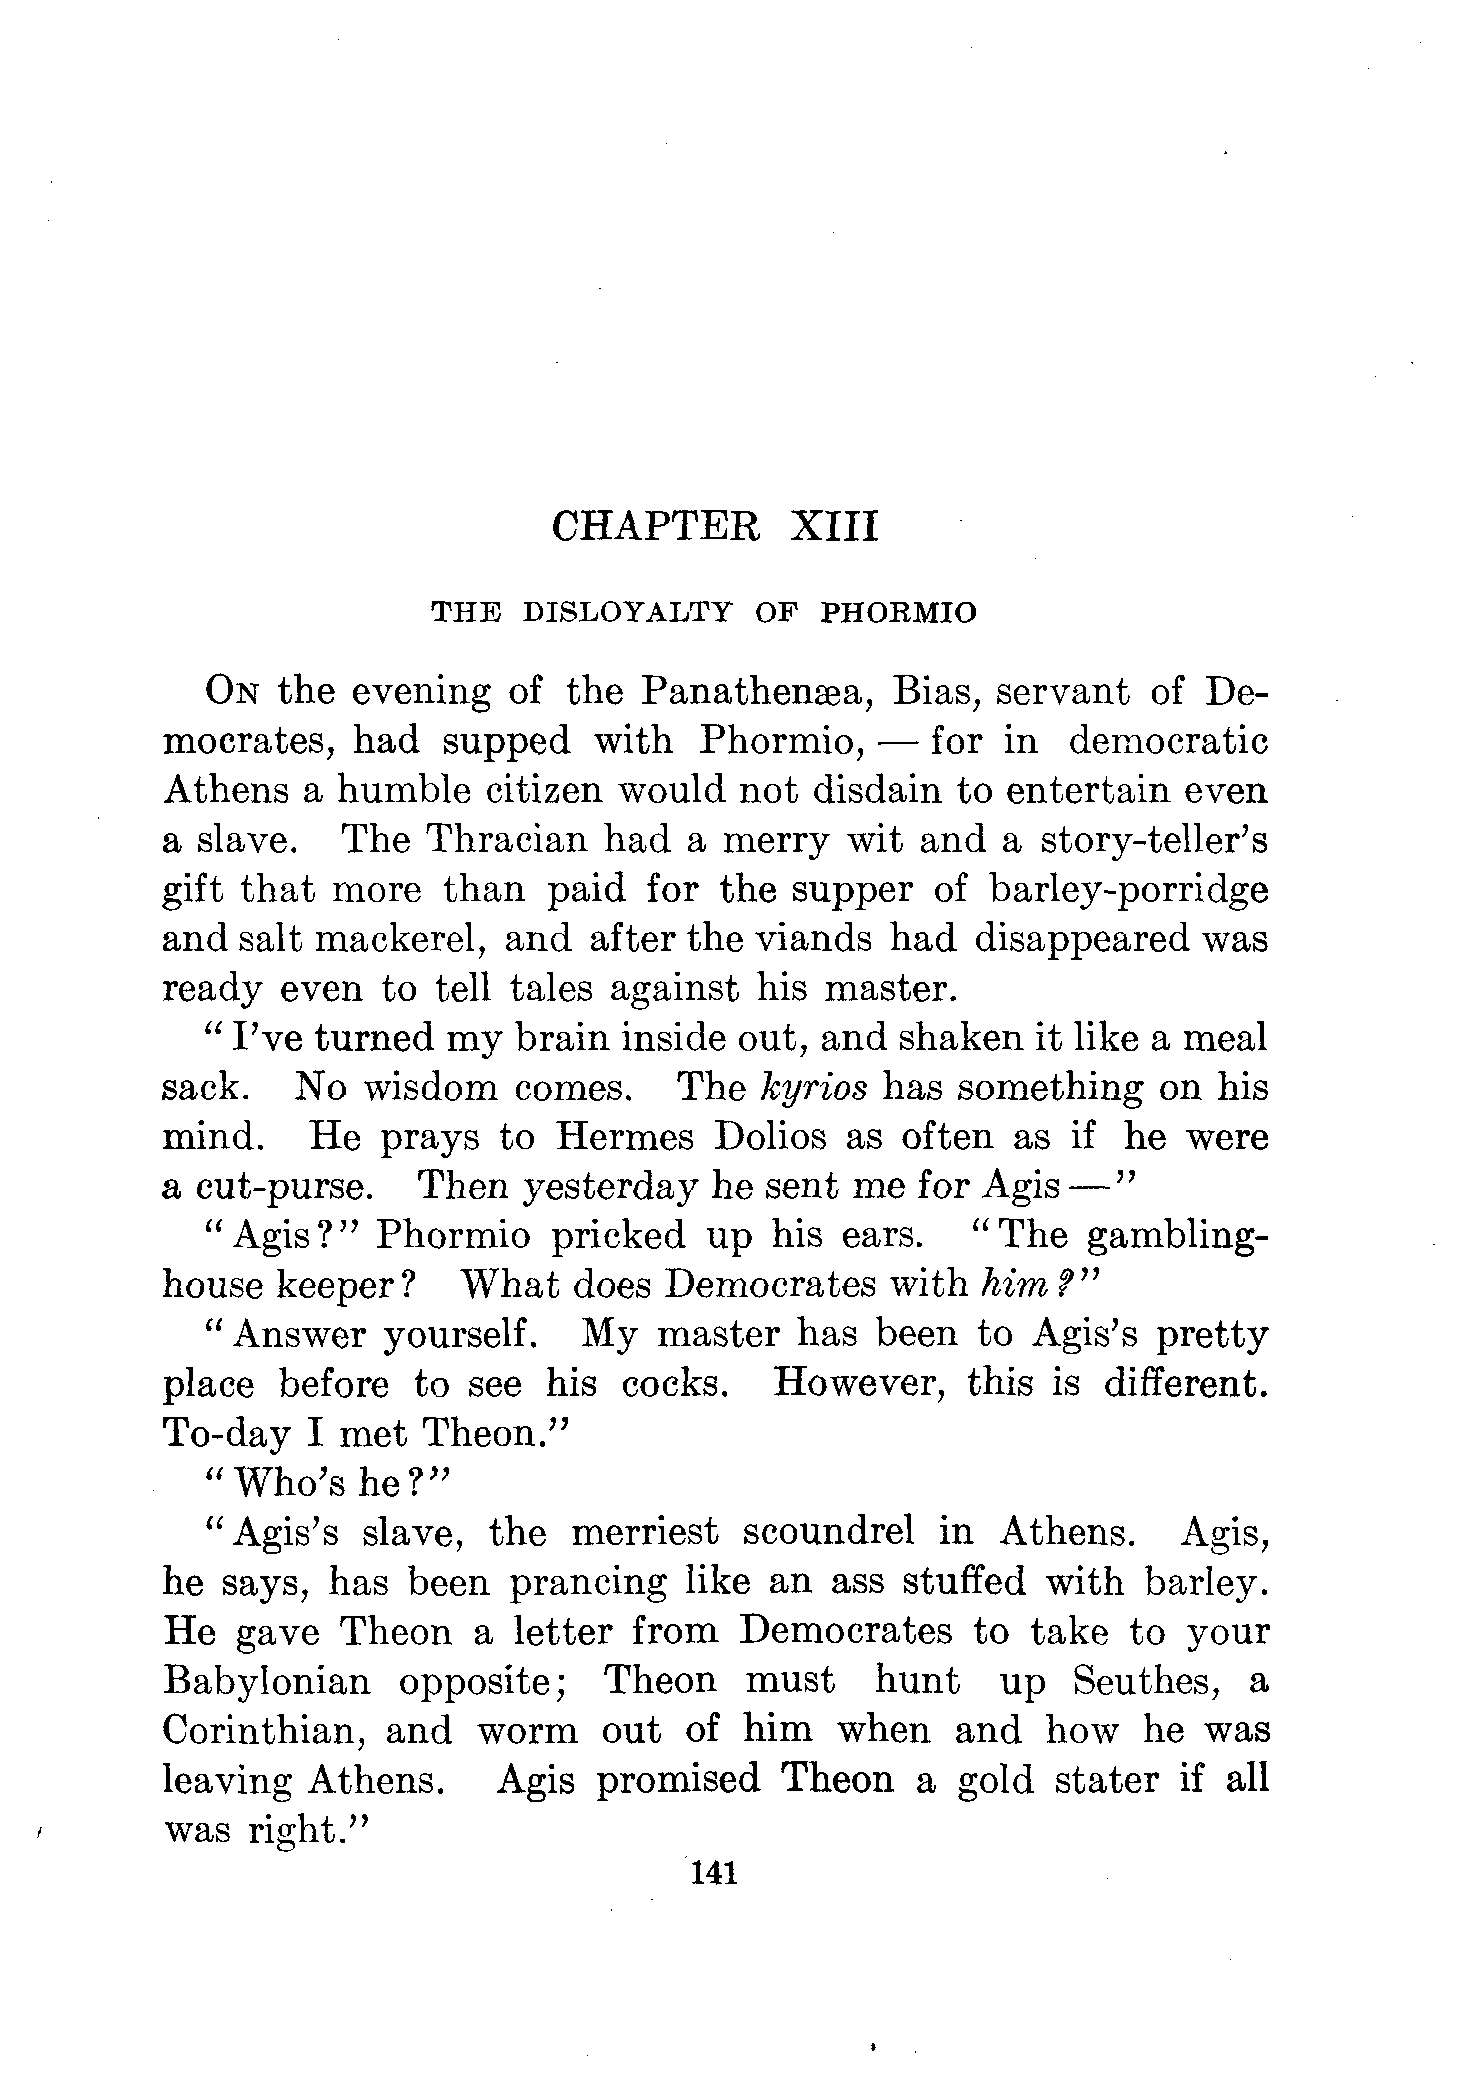 CHAPTER XIII
THE DISLOYALTY OF PHORMIO
ON the evening of the Panathenæa, Bias, servant of De-
mocrates, had supped with Phormio, — for in democratic
Athens a humble citizen would not disdain to entertain even
a slave. The Thracian had a merry wit and a story-teller's
gift that more than paid for the supper of barley-porridge
and salt mackerel, and after the viands had disappeared was
ready even to tell tales against his master.
"I've turned my brain inside out, and shaken it like a meal
sack. No wisdom comes. The kyrios has something on his
mind. He prays to Hermes Dolios as often as if he were
a cut-purse. Then yesterday he sent me for Agis —"
"Agis?" Phormio pricked up his ears. "The gambling-
house keeper? What does Democrates with him?"
"Answer yourself. My master has been to Agis's pretty
place before to see his cocks. However, this is different.
To-day I met Theon."
"Who's he?"
"Agis's slave, the merriest scoundrel in Athens. Agis,
he says, has been prancing like an ass stuffed with barley.
He gave Theon a letter from Democrates to take to your
Babylonian opposite; Theon must hunt up Seuthes, a
Corinthian, and worm out of him when and how he was
leaving Athens. Agis promised Theon a gold stater if all
was right."
141